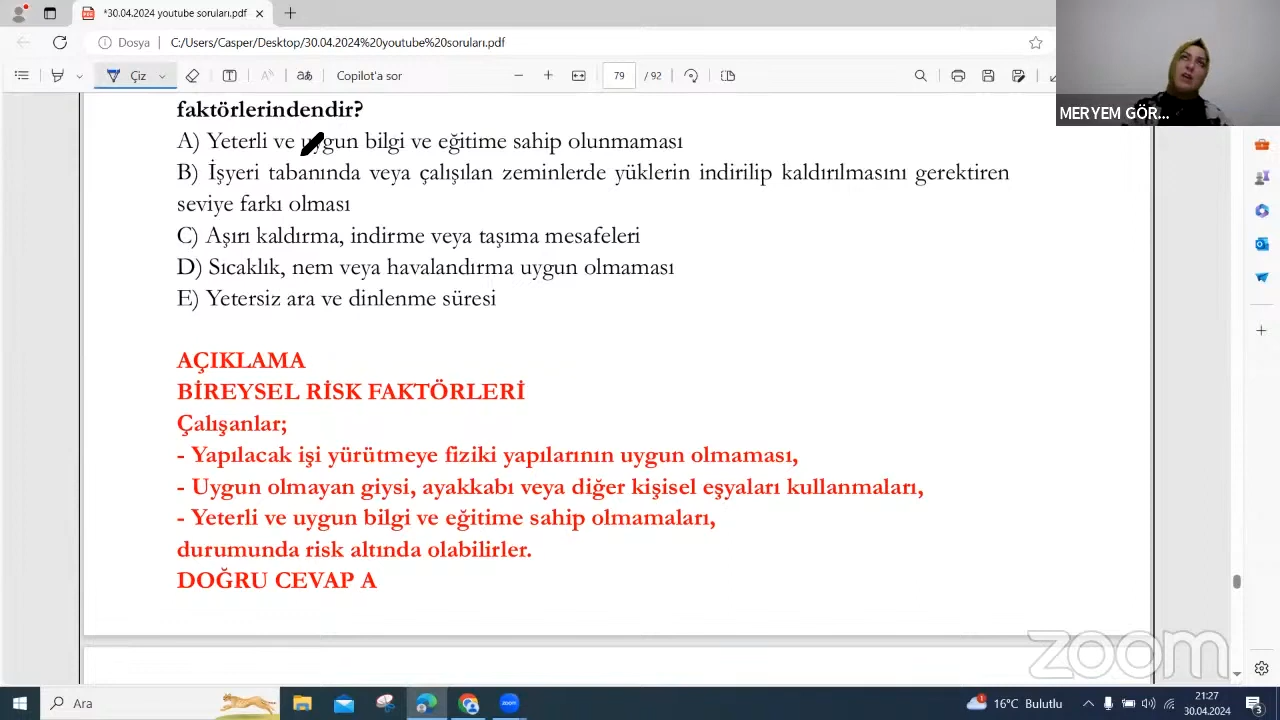 *30.04.2024 youtube soruları.pdf
Dosya
C:/Users/Casper/Desktop/30.04.2024%20youtube%20soruları.pdf
Çiz
Copilot'a sor
79 / 92
MERYEM GÖR...
faktörlerindendir?
A) Yeterli ve uygun bilgi ve eğitime sahip olunmaması
B) İşyeri tabanında veya çalışılan zeminlerde yüklerin indirilip kaldırılmasını gerektiren
seviye farkı olması
C) Aşırı kaldırma, indirme veya taşıma mesafeleri
D) Sıcaklık, nem veya havalandırma uygun olmaması
E) Yetersiz ara ve dinlenme süresi
AÇIKLAMA
BİREYSEL RİSK FAKTÖRLERİ
Çalışanlar;
- Yapılacak işi yürütmeye fiziki yapılarının uygun olmaması,
- Uygun olmayan giysi, ayakkabı veya diğer kişisel eşyaları kullanmaları,
- Yeterli ve uygun bilgi ve eğitime sahip olmamaları,
durumunda risk altında olabilirler.
DOĞRU CEVAP A
zoom
Ara
zoom
1
16°C Bulutlu
21:27
30.04.2024
3